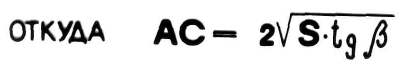 ОТКУДА AC = 2√S·tg β